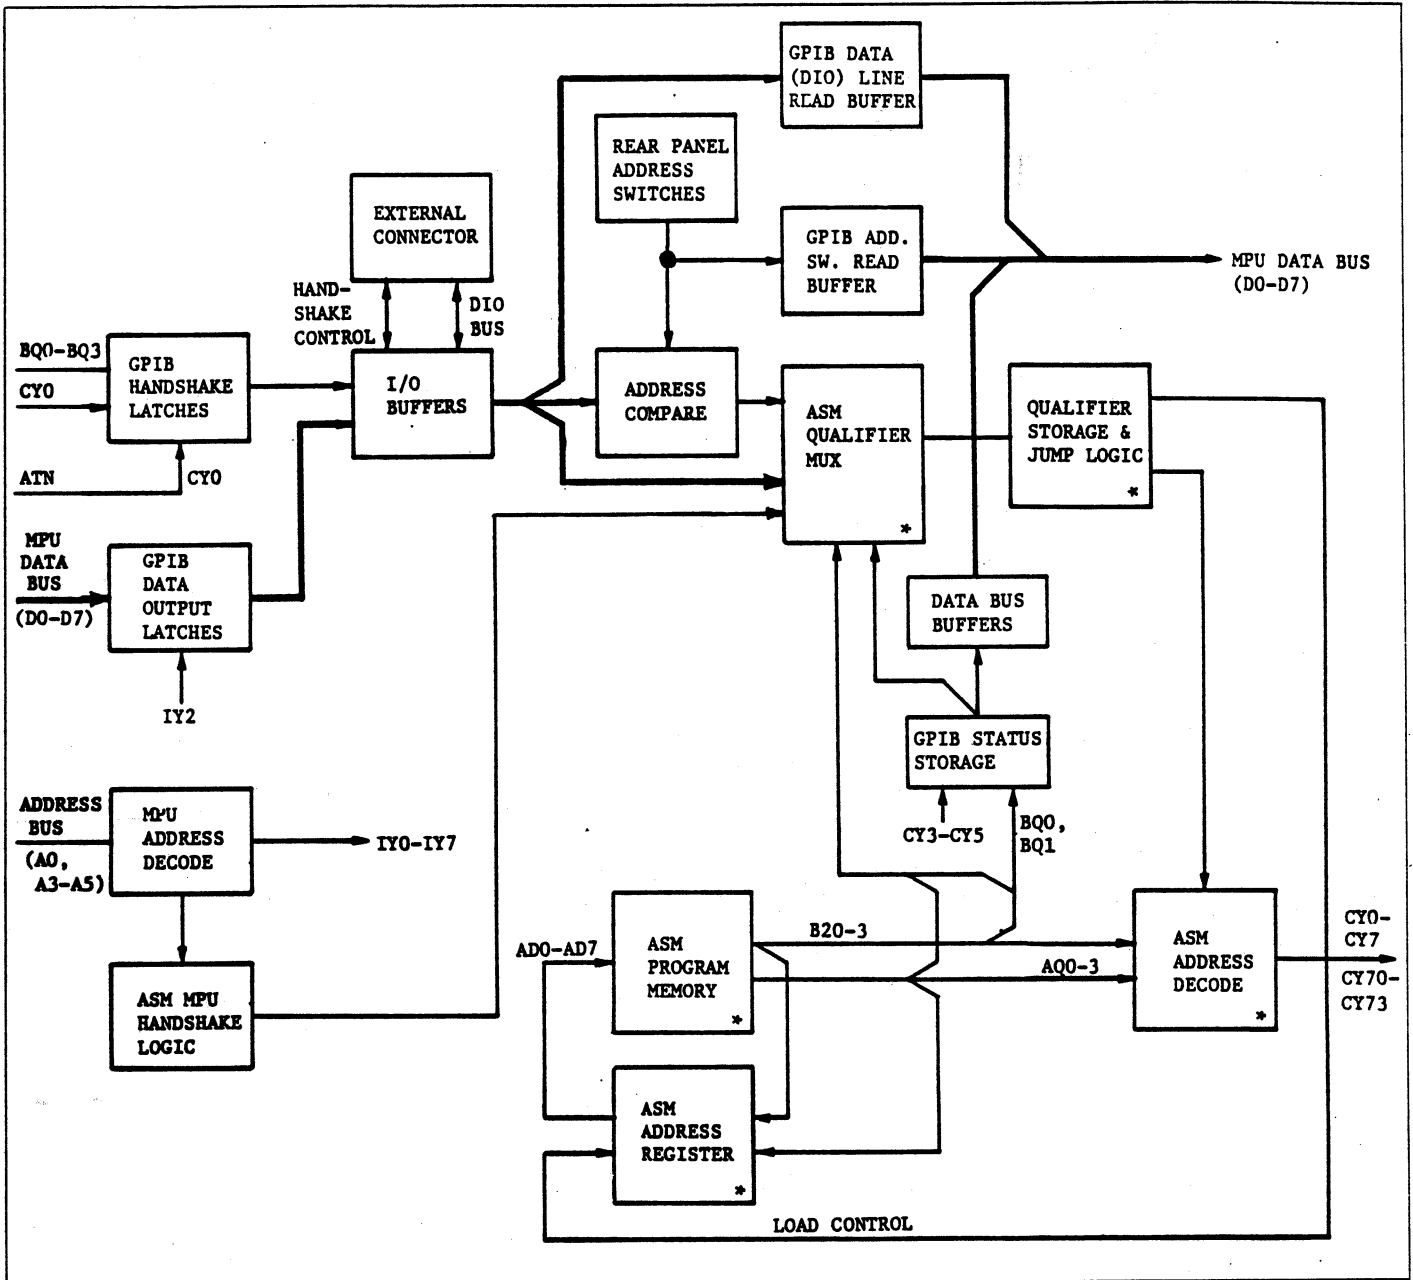 GPIB DATA
(DIO) LINE
READ BUFFER
REAR PANEL
ADDRESS
SWITCHES
EXTERNAL
CONNECTOR
GPIB ADD.
SW. READ
BUFFER
MPU DATA BUS
(D0-D7)
HAND-
SHAKE
CONTROL
DIO
BUS
BQ0-BQ3
CY0
GPIB
HANDSHAKE
LATCHES
I/O
BUFFERS
ADDRESS
COMPARE
ASM
QUALIFIER
MUX
*
QUALIFIER
STORAGE &
JUMP LOGIC
*
ATN
CY0
MPU
DATA
BUS
(D0-D7)
GPIB
DATA
OUTPUT
LATCHES
IY2
DATA BUS
BUFFERS
GPIB STATUS
STORAGE
CY3-CY5
BQ0,
BQ1
ADDRESS
BUS
(A0,
A3-A5)
MPU
ADDRESS
DECODE
IY0-IY7
ASM MPU
HANDSHAKE
LOGIC
AD0-AD7
ASM
PROGRAM
MEMORY
*
B20-3
AQ0-3
ASM
ADDRESS
DECODE
*
CY0-
CY7
CY70-
CY73
ASM
ADDRESS
REGISTER
*
LOAD CONTROL